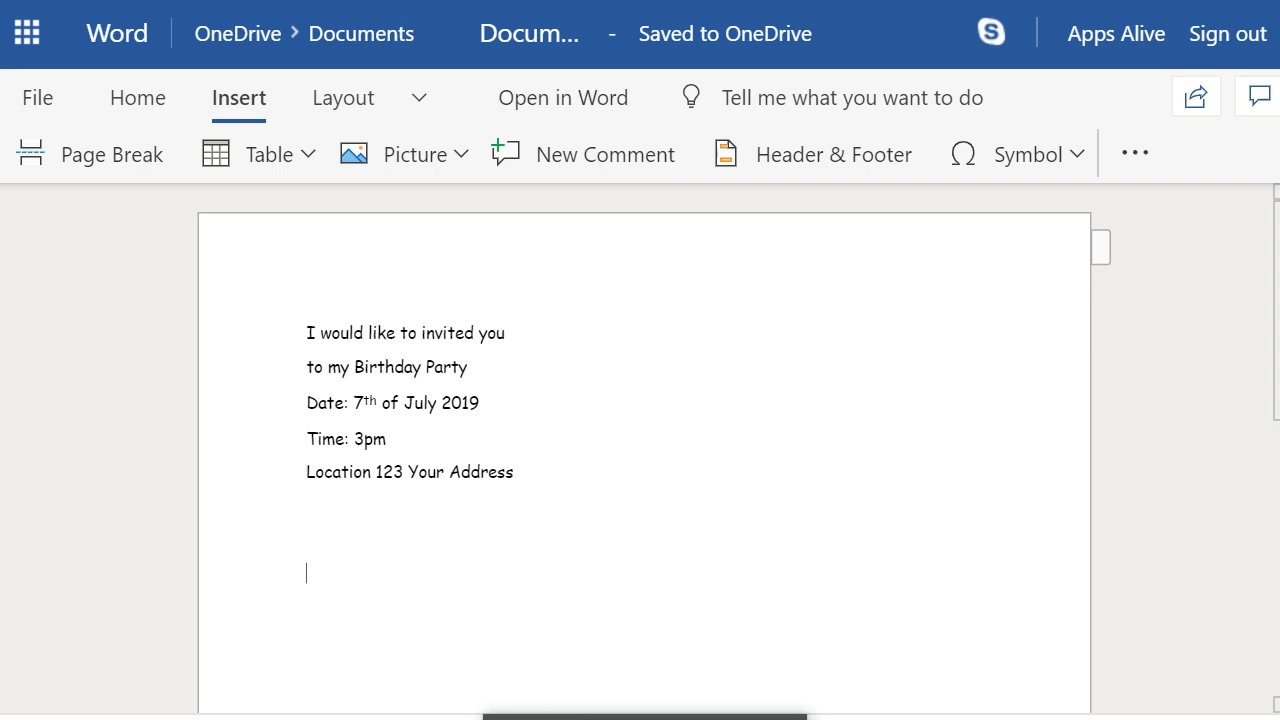 Word OneDrive > Documents Docum... - Saved to OneDrive Apps Alive Sign out
File Home Insert Layout Open in Word Tell me what you want to do
Page Break Table Picture New Comment Header & Footer Symbol ...
I would like to invited you
to my Birthday Party
Date: 7th of July 2019
Time: 3pm
Location 123 Your Address